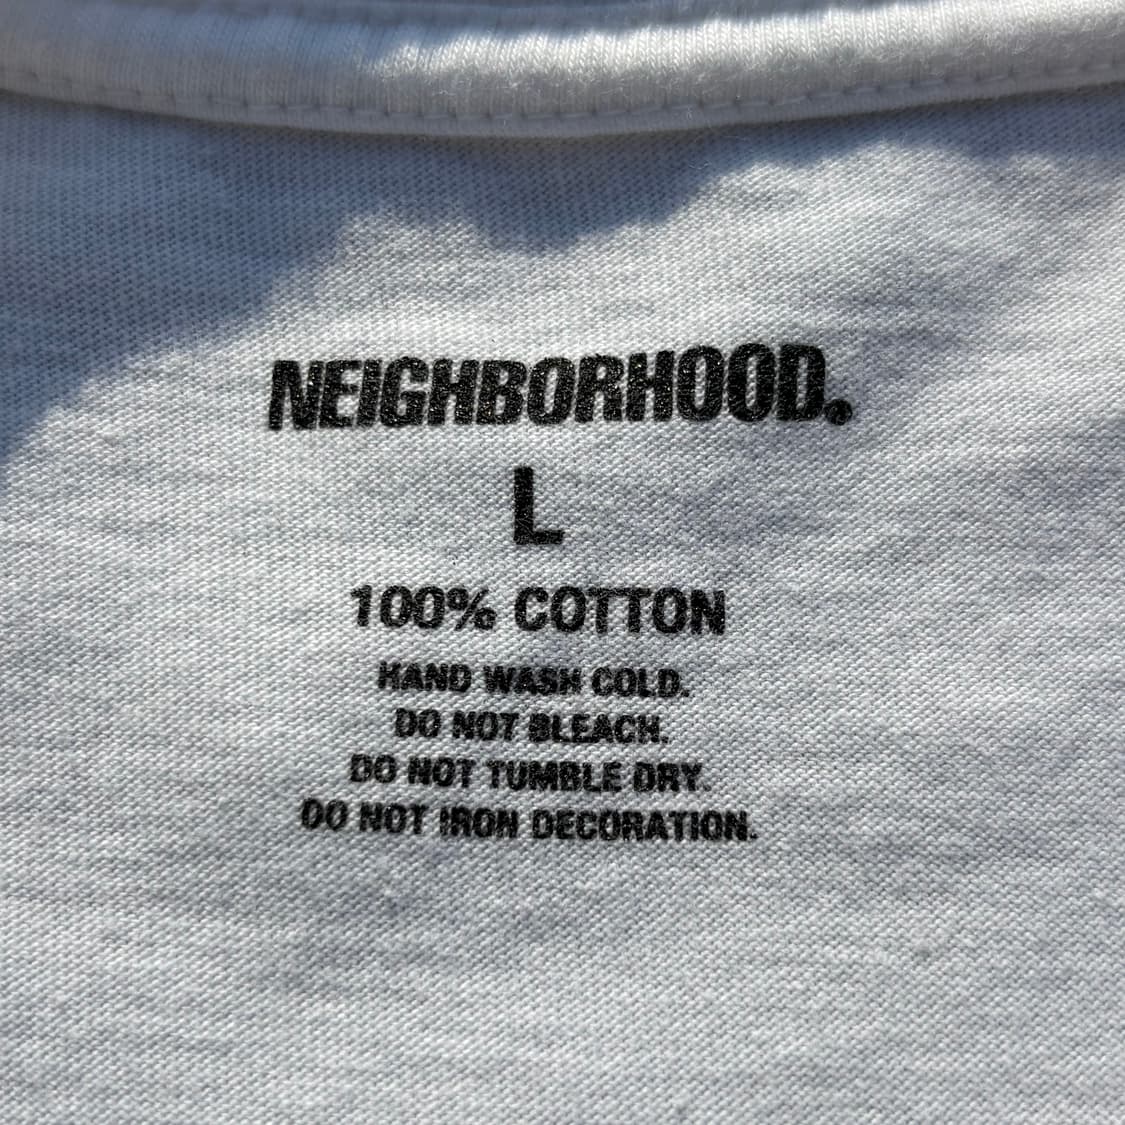 NEIGHBORHOOD®
L
100% COTTON
HAND WASH COLD.
DO NOT BLEACH.
DO NOT TUMBLE DRY.
DO NOT IRON DECORATION.